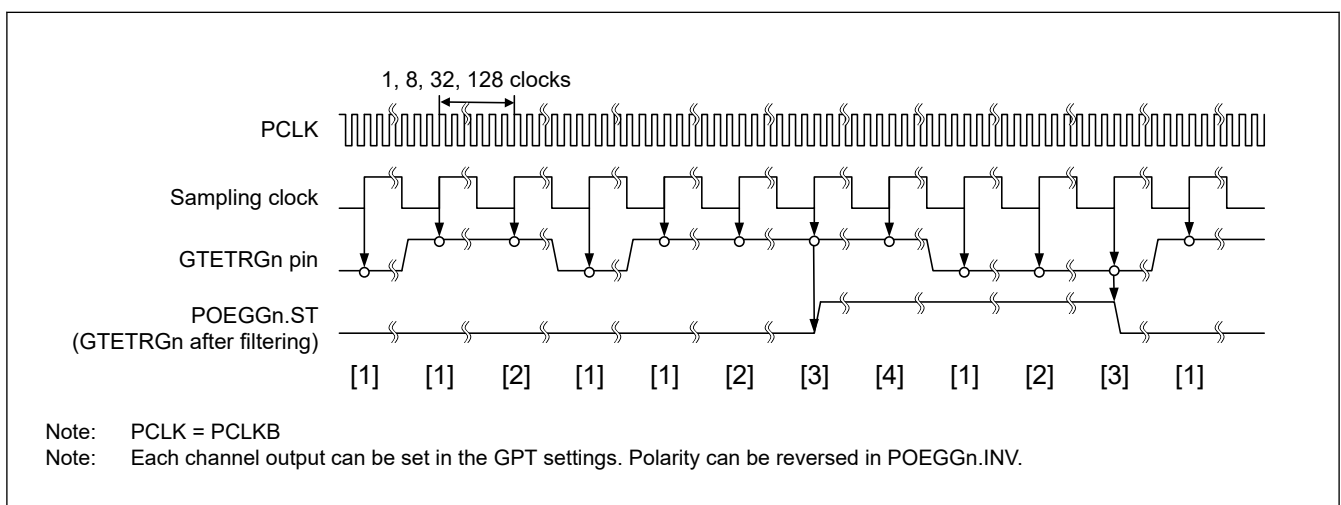 1, 8, 32, 128 clocks
PCLK
Sampling clock
GTETRGn pin
POEGGn.ST
(GTETRGn after filtering)
[1] [1] [2] [1] [1] [2] [3] [4] [1] [2] [3] [1]
Note: PCLK = PCLKB
Note: Each channel output can be set in the GPT settings. Polarity can be reversed in POEGGn.INV.